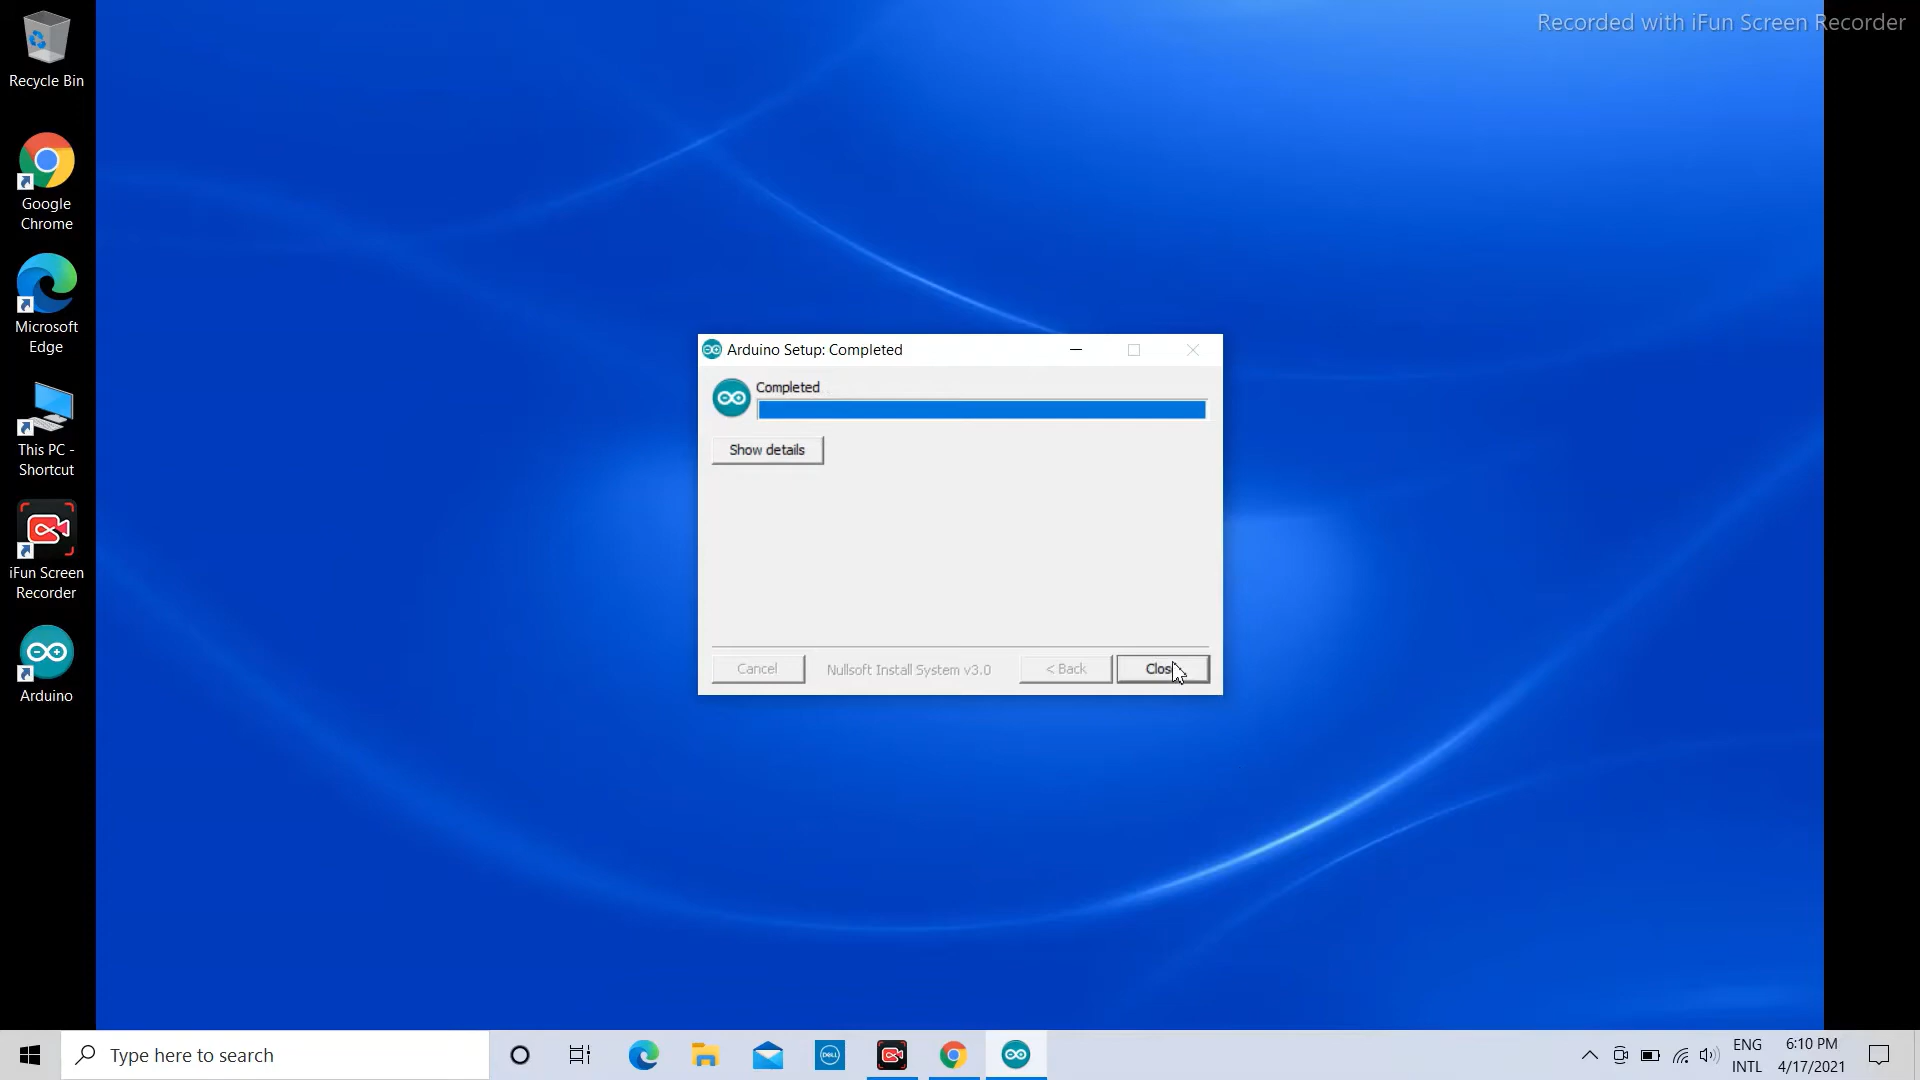 Recorded with iFun Screen Recorder
Recycle Bin
Google
Chrome
Microsoft
Edge
This PC -
Shortcut
iFun Screen
Recorder
Arduino
Arduino Setup: Completed
Completed
Show details
Cancel
Nullsoft Install System v3.0
< Back
Type here to search
DELL
ENG
INTL
6:10 PM
4/17/2021